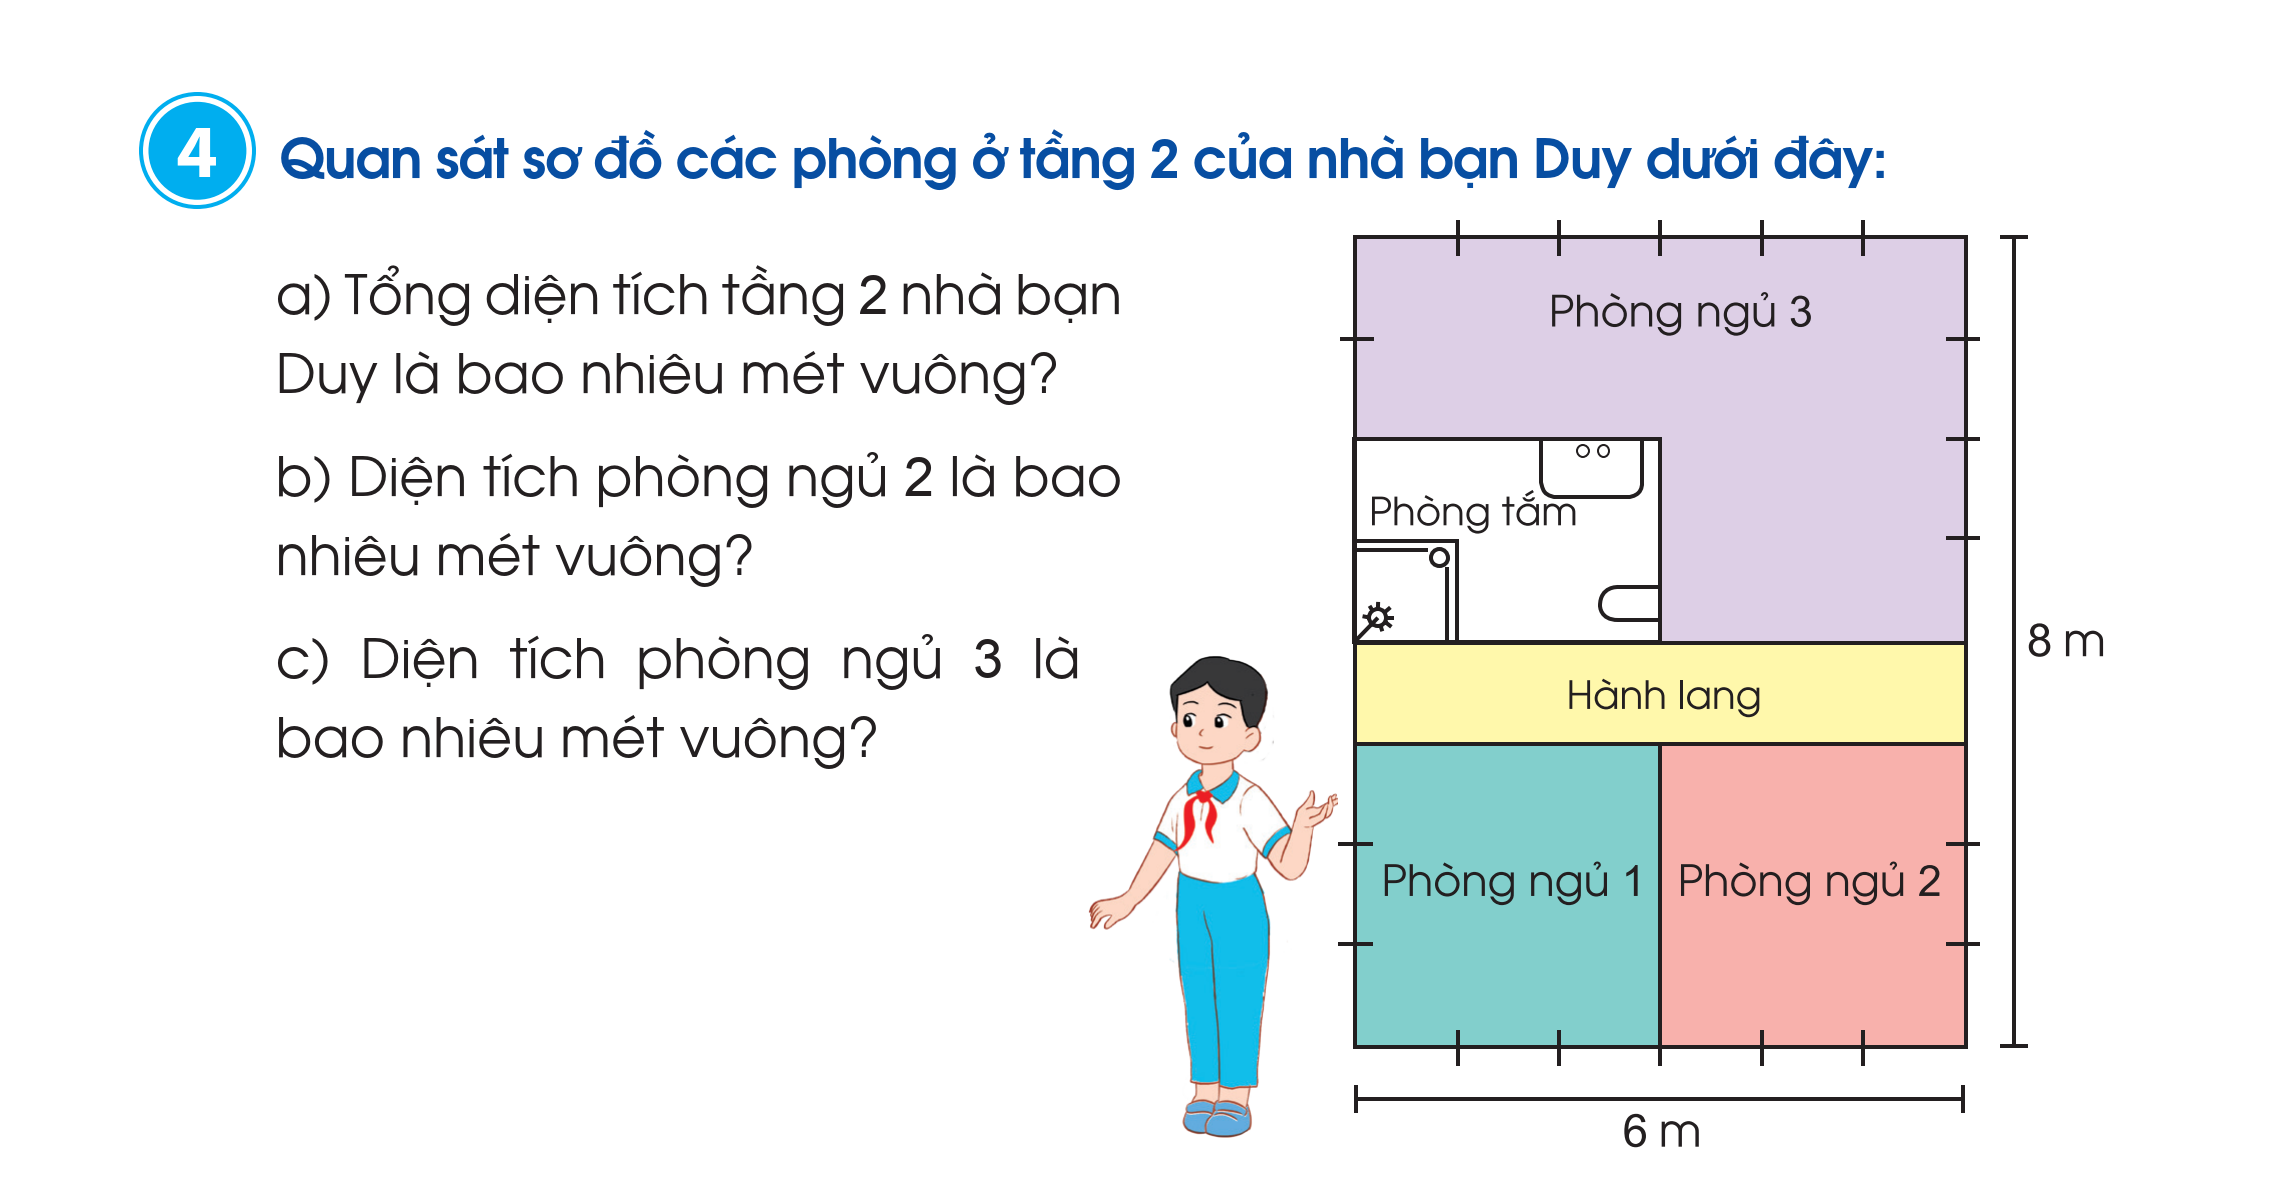 4 Quan sát sơ đồ các phòng ở tầng 2 của nhà bạn Duy dưới đây:
a) Tổng diện tích tầng 2 nhà bạn
Duy là bao nhiêu mét vuông?
b) Diện tích phòng ngủ 2 là bao
nhiêu mét vuông?
c) Diện tích phòng ngủ 3 là
bao nhiêu mét vuông?
Phòng ngủ 3
Phòng tắm
8 m
Hành lang
Phòng ngủ 1
Phòng ngủ 2
6 m